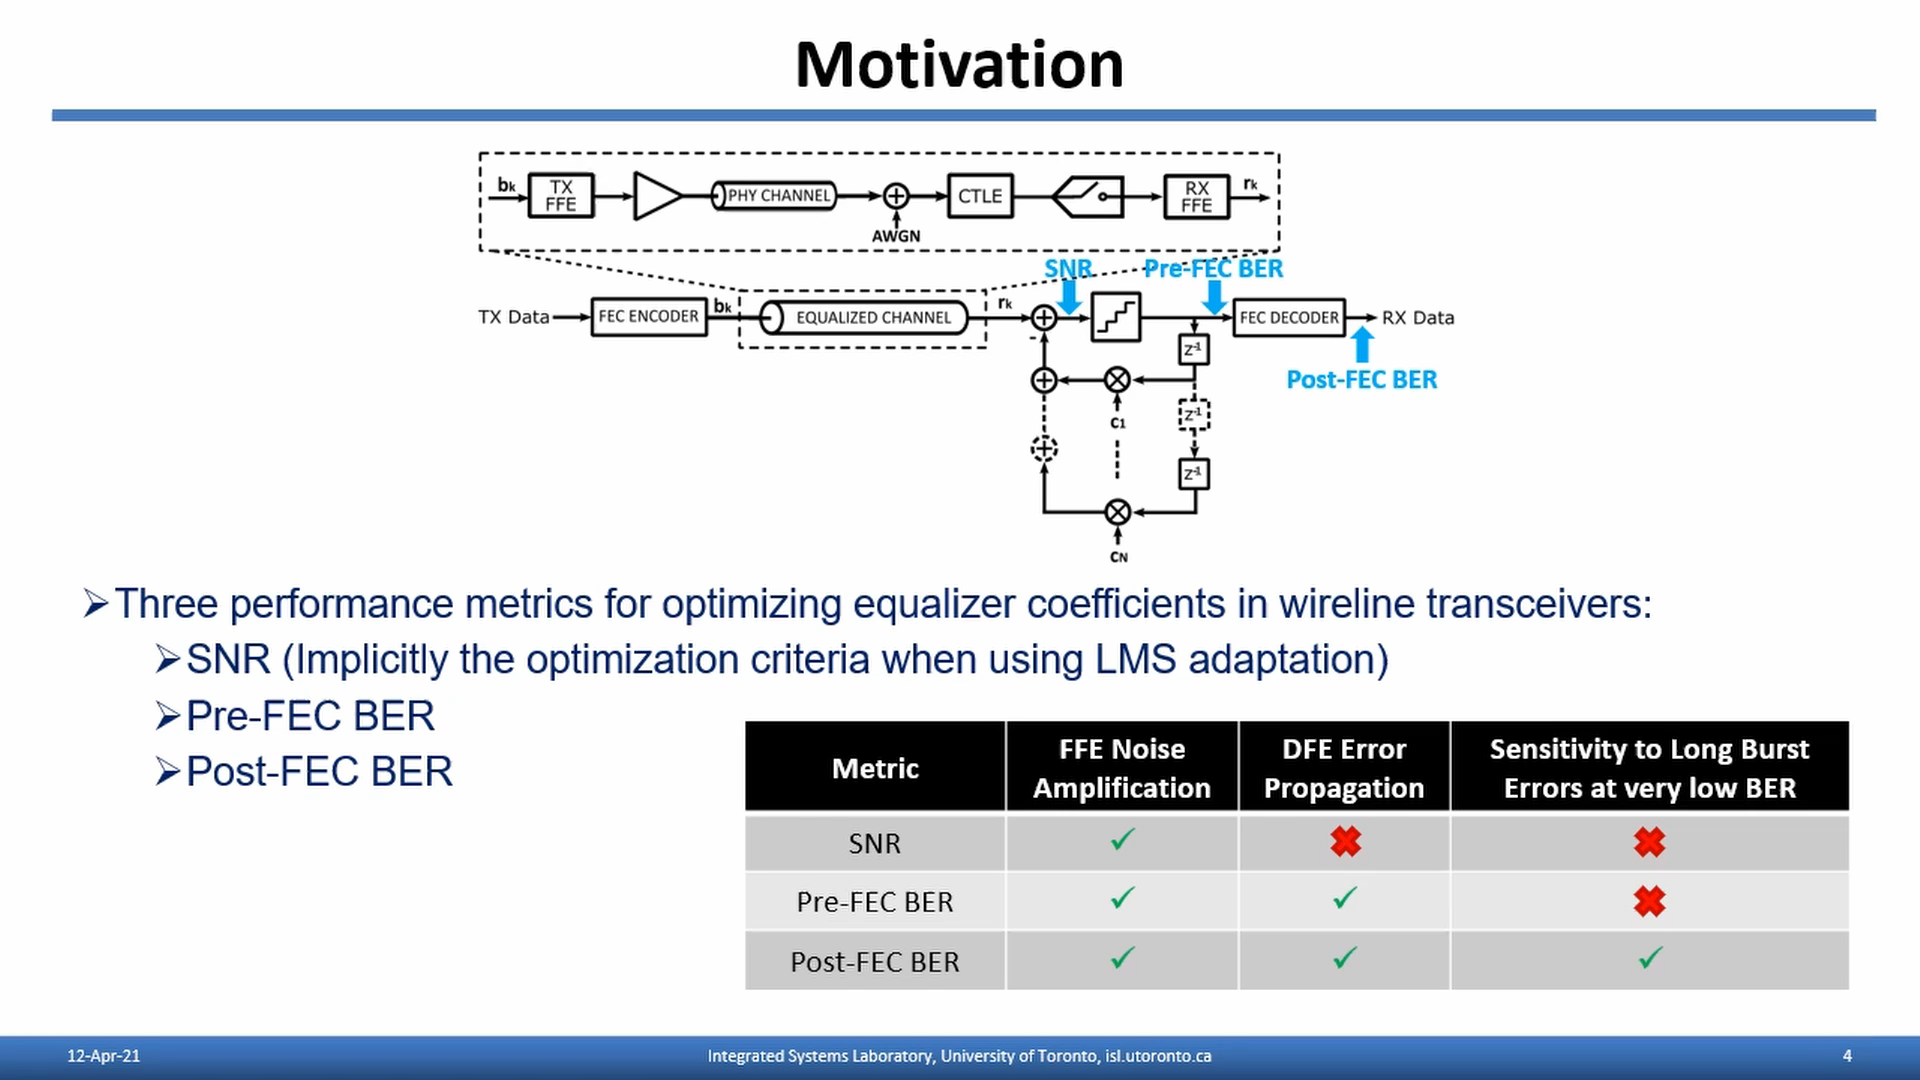 Motivation
bk
TX
FFE
PHY CHANNEL
AWGN
CTLE
RX
FFE
rk
SNR
Pre-FEC BER
TX Data
FEC ENCODER
bk
EQUALIZED CHANNEL
rk
-
FEC DECODER
RX Data
Post-FEC BER
z-1
z-1
z-1
C1
CN
➢Three performance metrics for optimizing equalizer coefficients in wireline transceivers:
➢SNR (Implicitly the optimization criteria when using LMS adaptation)
➢Pre-FEC BER
➢Post-FEC BER
Metric
FFE Noise
Amplification
DFE Error
Propagation
Sensitivity to Long Burst
Errors at very low BER
SNR ✓ ✖ ✖
Pre-FEC BER ✓ ✓ ✖
Post-FEC BER ✓ ✓ ✓
12-Apr-21
Integrated Systems Laboratory, University of Toronto, isl.utoronto.ca
4